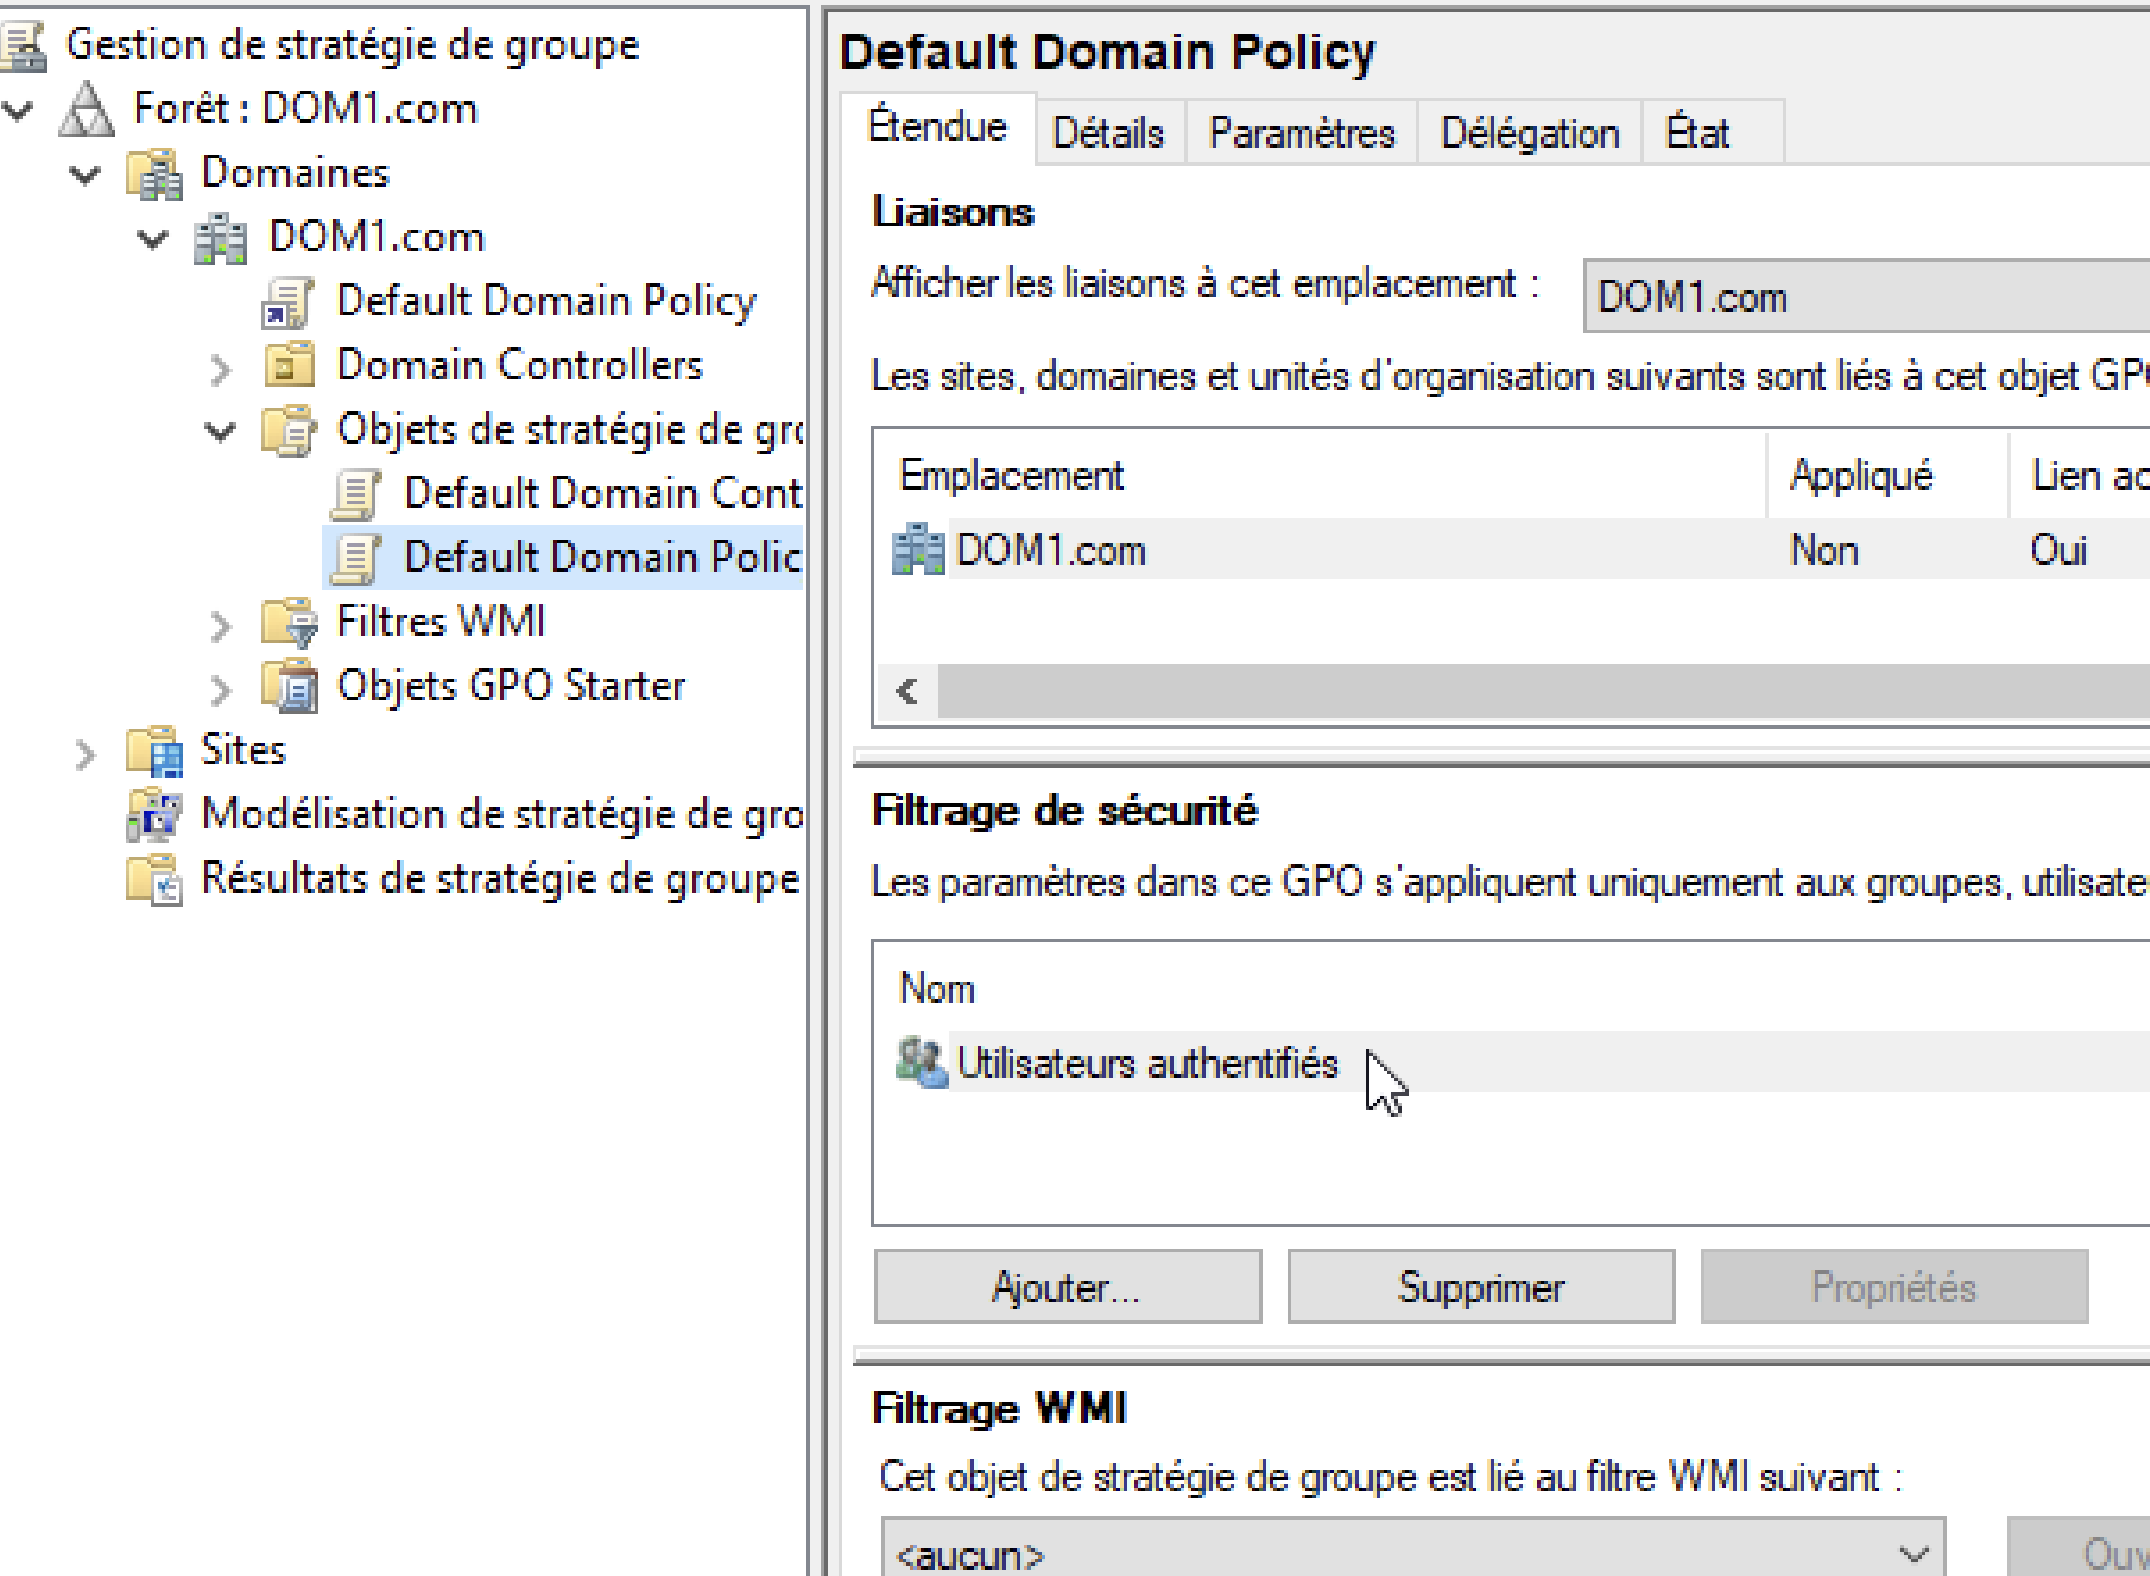 Gestion de stratégie de groupe
Forêt : DOM1.com
Domaines
DOM1.com
Default Domain Policy
Domain Controllers
Objets de stratégie de gro
Default Domain Cont
Default Domain Polic
Filtres WMI
Objets GPO Starter
Sites
Modélisation de stratégie de gro
Résultats de stratégie de groupe
Default Domain Policy
Étendue Détails Paramètres Délégation État
Liaisons
Afficher les liaisons à cet emplacement : DOM1.com
Les sites, domaines et unités d'organisation suivants sont liés à cet objet GP
Emplacement Appliqué Lien ac
DOM1.com Non Oui
Filtrage de sécurité
Les paramètres dans ce GPO s'appliquent uniquement aux groupes, utilisate
Nom
Utilisateurs authentifiés
Ajouter... Supprimer Propriétés
Filtrage WMI
Cet objet de stratégie de groupe est lié au filtre WMI suivant :
<aucun> Ouv